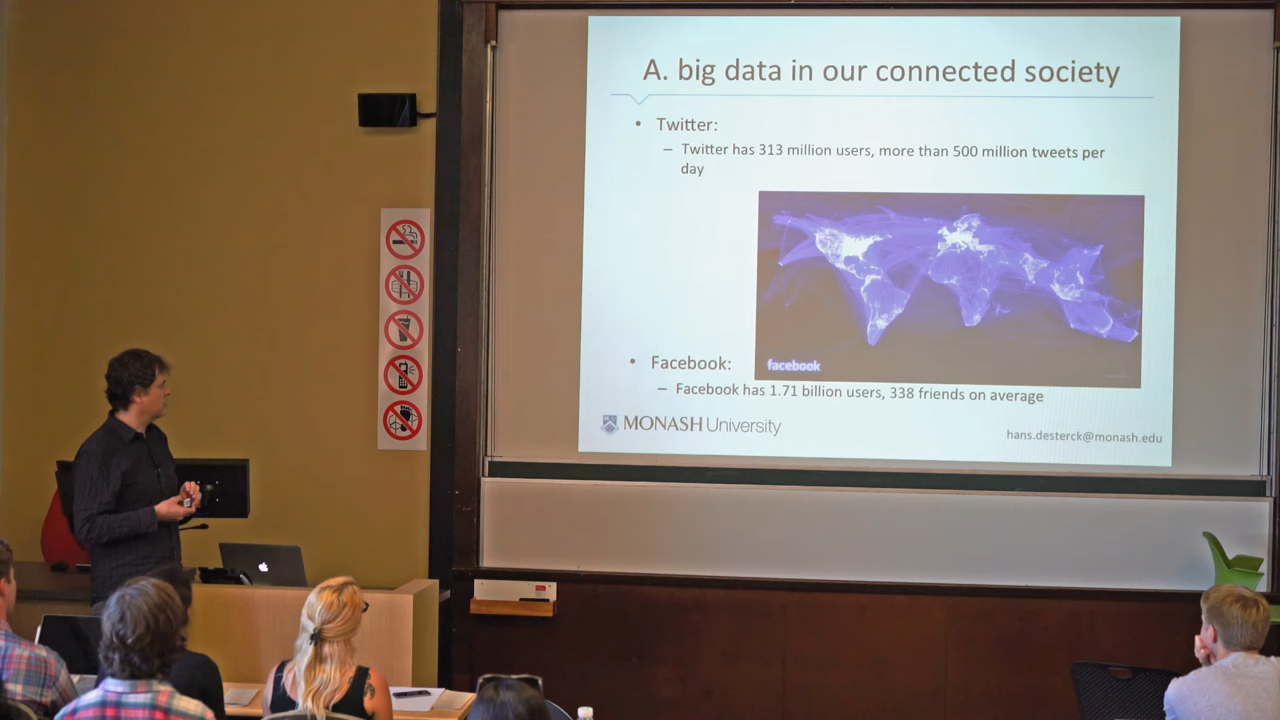 A. big data in our connected society
• Twitter:
– Twitter has 313 million users, more than 500 million tweets per
day
facebook
• Facebook:
– Facebook has 1.71 billion users, 338 friends on average
MONASH University
hans.desterck@monash.edu